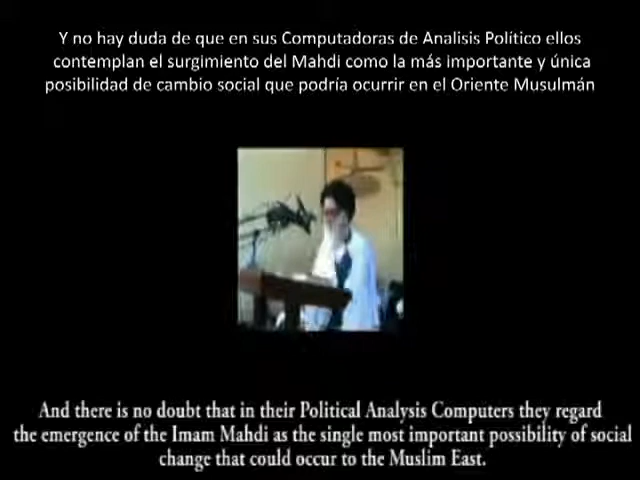 Y no hay duda de que en sus Computadoras de Analisis Político ellos
contemplan el surgimiento del Mahdi como la más importante y única
posibilidad de cambio social que podría ocurrir en el Oriente Musulmán
And there is no doubt that in their Political Analysis Computers they regard
the emergence of the Imam Mahdi as the single most important possibility of social
change that could occur to the Muslim East.